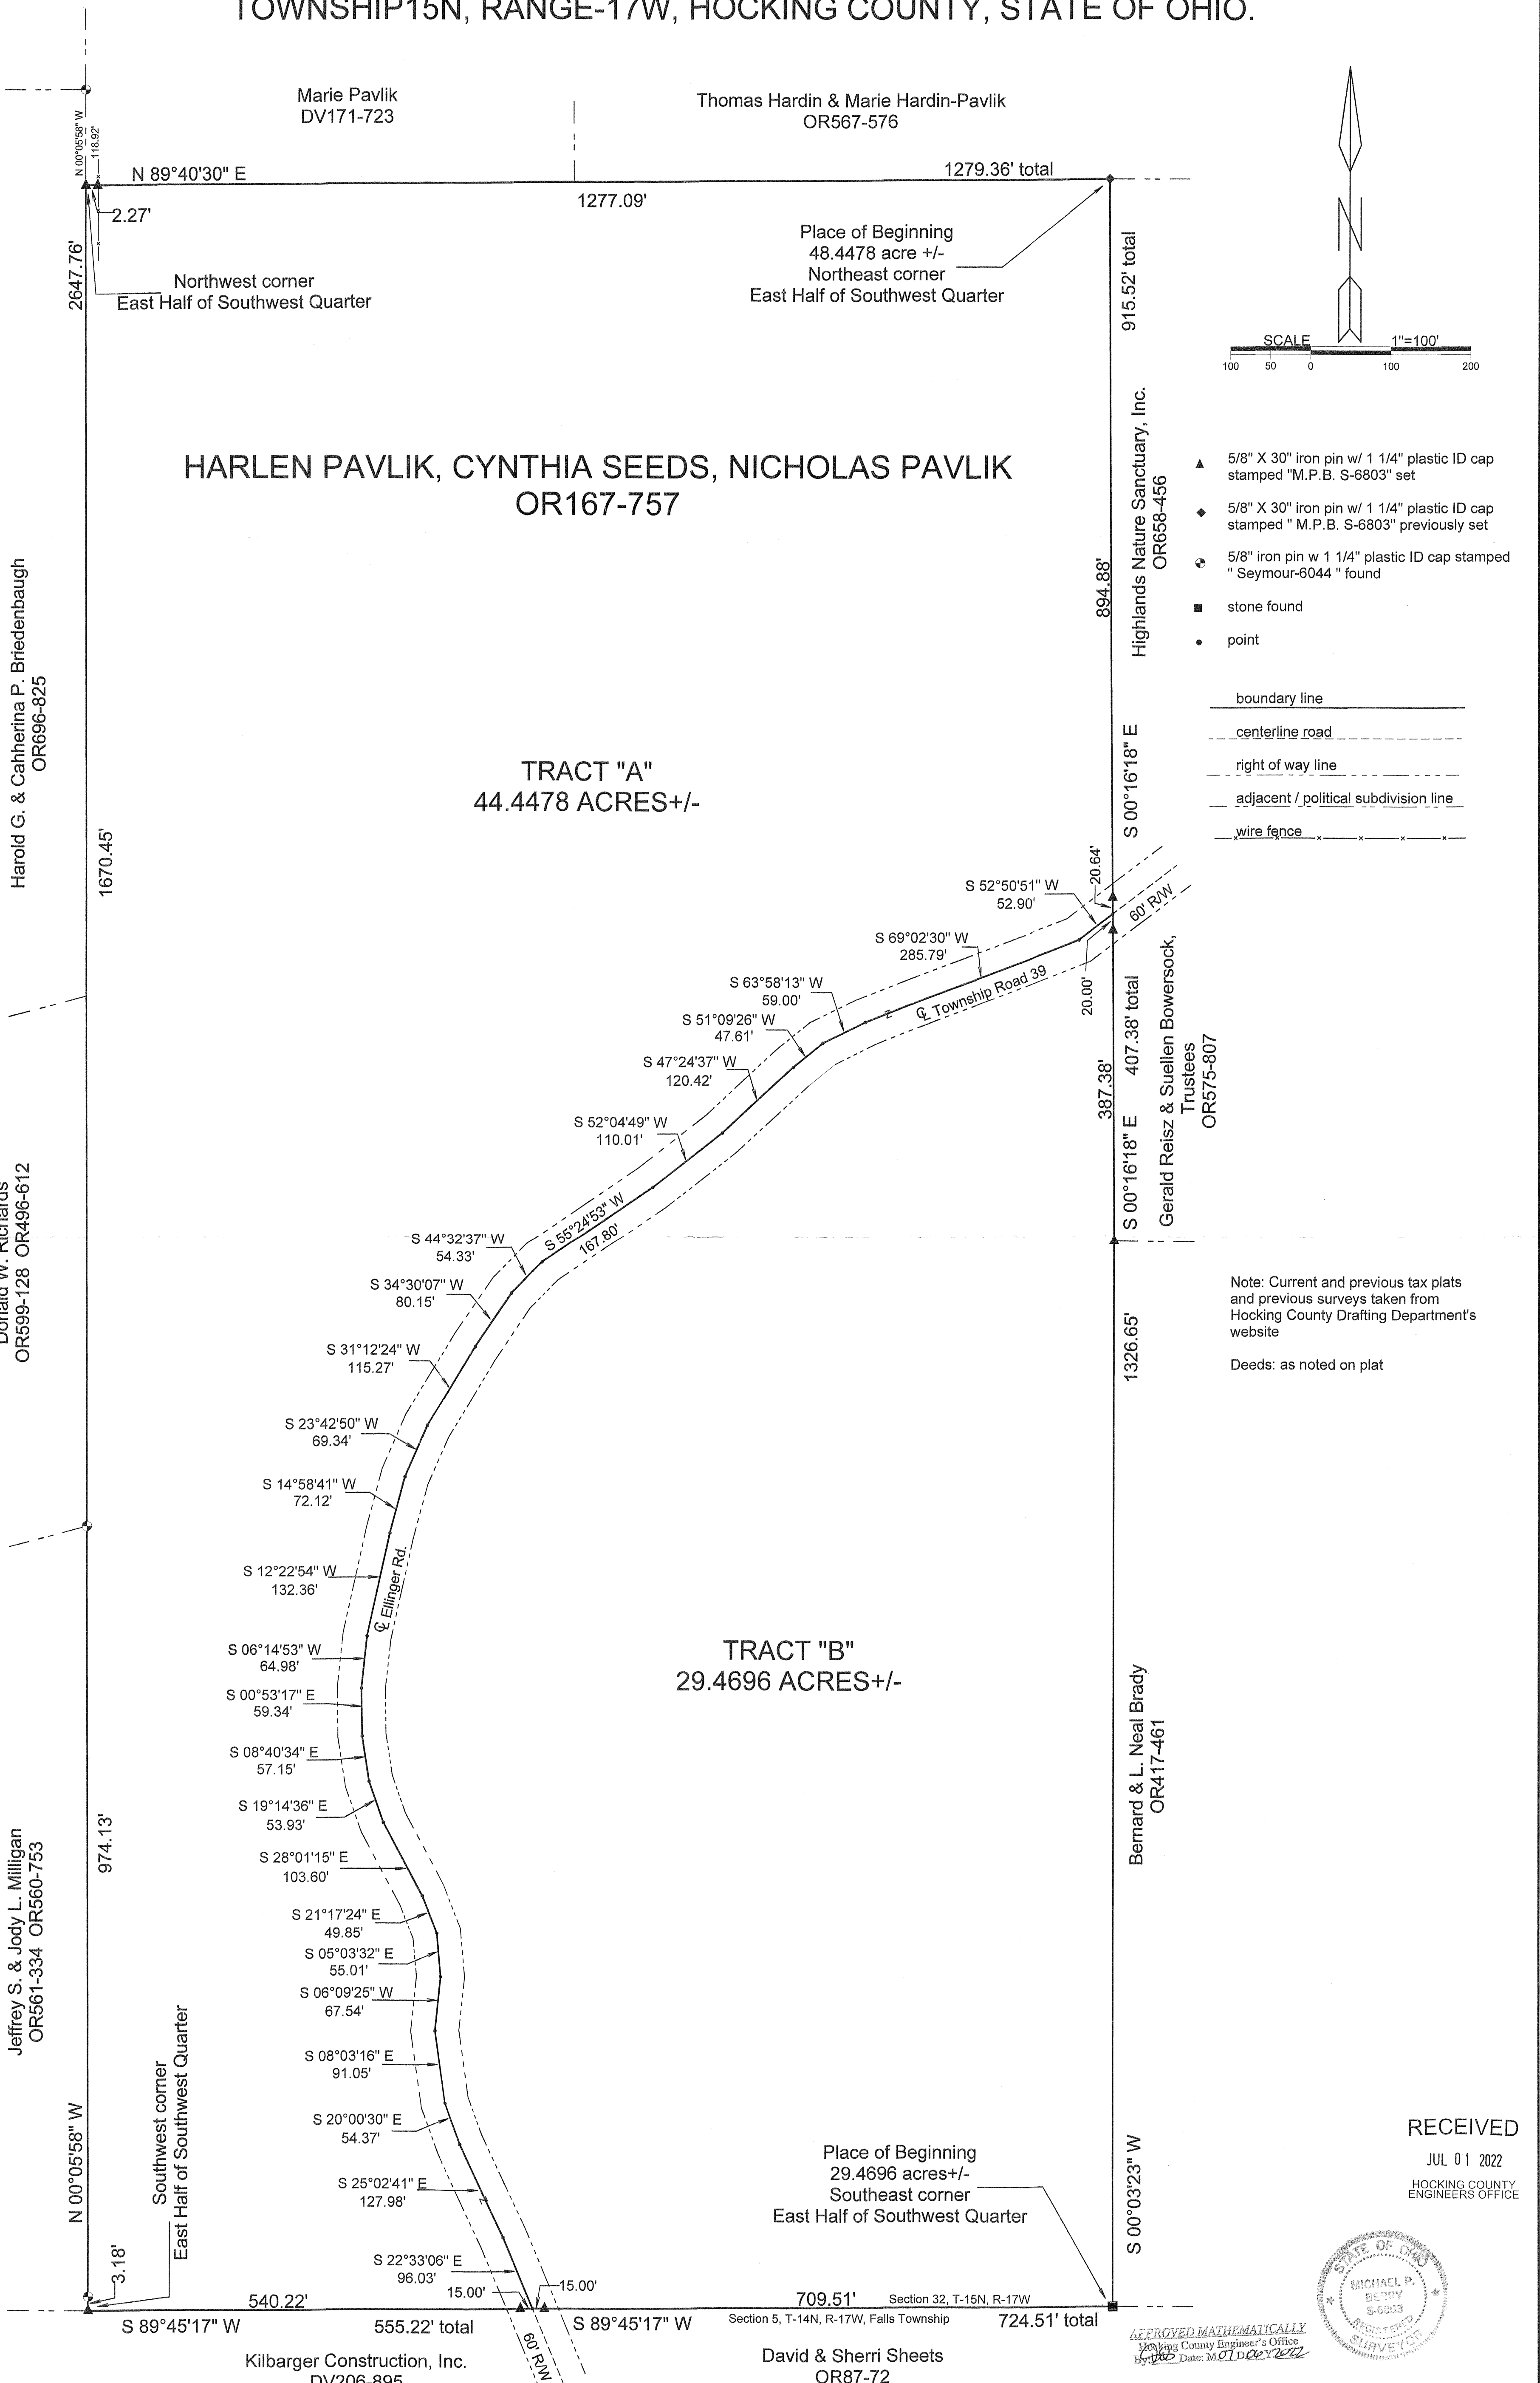 TOWNSHIP15N, RANGE-17W, HOCKING COUNTY, STATE OF OHIO.
Marie Pavlik
DV171-723
Thomas Hardin & Marie Hardin-Pavlik
OR567-576
N 00°05'58" W
118.92'
N 89°40'30" E
1279.36' total
1277.09'
2.27'
2647.76'
Northwest corner
East Half of Southwest Quarter
Place of Beginning
48.4478 acre +/-
Northeast corner
East Half of Southwest Quarter
915.52' total
N
SCALE 1"=100'
100 50 0 100 200
HARLEN PAVLIK, CYNTHIA SEEDS, NICHOLAS PAVLIK
OR167-757
Highlands Nature Sanctuary, Inc.
OR658-456
894.88'
S 00°16'18" E
5/8" X 30" iron pin w/ 1 1/4" plastic ID cap
stamped "M.P.B. S-6803" set
5/8" X 30" iron pin w/ 1 1/4" plastic ID cap
stamped " M.P.B. S-6803" previously set
5/8" iron pin w 1 1/4" plastic ID cap stamped
" Seymour-6044 " found
stone found
point
boundary line
centerline road
right of way line
adjacent / political subdivision line
wire fence
Harold G. & Cahherina P. Briedenbaugh
OR696-825
1670.45'
TRACT "A"
44.4478 ACRES+/-
20.64'
60' R/W
20.00'
S 52°50'51" W
52.90'
S 69°02'30" W
285.79'
℄ Township Road 39
S 63°58'13" W
59.00'
S 51°09'26" W
47.61'
S 47°24'37" W
120.42'
S 52°04'49" W
110.01'
S 55°24'53" W
167.80'
S 44°32'37" W
54.33'
S 34°30'07" W
80.15'
S 31°12'24" W
115.27'
S 23°42'50" W
69.34'
S 14°58'41" W
72.12'
S 12°22'54" W
132.36'
℄ Ellinger Rd.
S 06°14'53" W
64.98'
S 00°53'17" E
59.34'
S 08°40'34" E
57.15'
S 19°14'36" E
53.93'
S 28°01'15" E
103.60'
S 21°17'24" E
49.85'
S 05°03'32" E
55.01'
S 06°09'25" W
67.54'
S 08°03'16" E
91.05'
S 20°00'30" E
54.37'
S 25°02'41" E
127.98'
S 22°33'06" E
96.03'
387.38'
S 00°16'18" E 407.38' total
Gerald Reisz & Suellen Bowersock,
Trustees
OR575-807
Note: Current and previous tax plats
and previous surveys taken from
Hocking County Drafting Department's
website
Deeds: as noted on plat
Donald W. Richards
OR599-128 OR496-612
1326.65'
TRACT "B"
29.4696 ACRES+/-
Bernard & L. Neal Brady
OR417-461
Jeffrey S. & Jody L. Milligan
OR561-334 OR560-753
974.13'
N 00°05'58" W
Southwest corner
East Half of Southwest Quarter
3.18'
Place of Beginning
29.4696 acres+/-
Southeast corner
East Half of Southwest Quarter
S 00°03'23" W
540.22'
15.00'
15.00'
709.51'
Section 32, T-15N, R-17W
S 89°45'17" W
555.22' total
S 89°45'17" W
Section 5, T-14N, R-17W, Falls Township
724.51' total
60' R/W
Kilbarger Construction, Inc.
DV206-895
David & Sherri Sheets
OR87-72
RECEIVED
JUL 01 2022
HOCKING COUNTY
ENGINEERS OFFICE
STATE OF OHIO
MICHAEL P.
BERRY
S-6803
REGISTERED
SURVEYOR
APPROVED MATHEMATICALLY
Hocking County Engineer's Office
By: Date: M 07 D 06 Y 2022